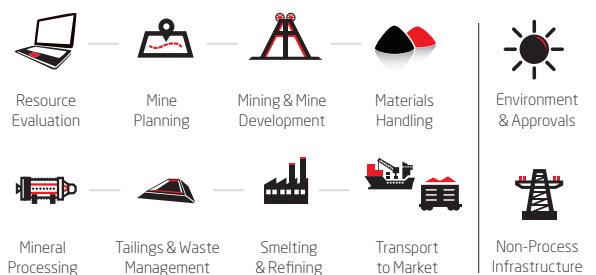 Resource
Evaluation
Mine
Planning
Mining & Mine
Development
Materials
Handling
Environment
& Approvals
Mineral
Processing
Tailings & Waste
Management
Smelting
& Refining
Transport
to Market
Non-Process
Infrastructure